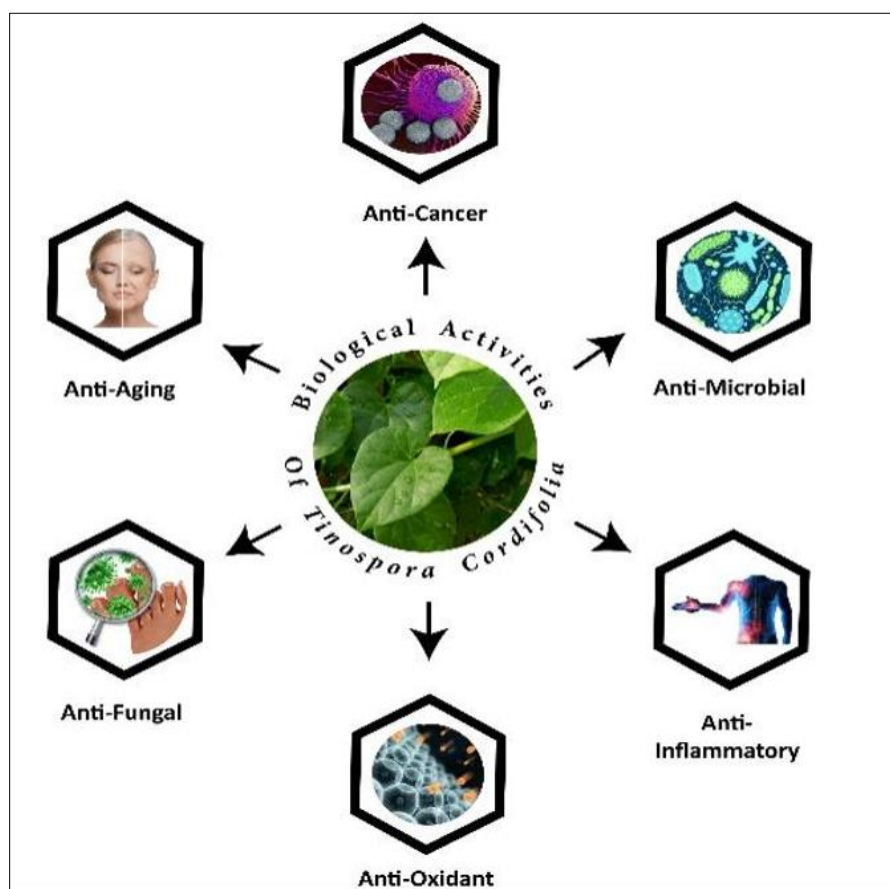 Anti-Cancer
Anti-Aging
Anti-Microbial
Biological Activities
Of Tinospora Cordifolia
Anti-Fungal
Anti-
Inflammatory
Anti-Oxidant